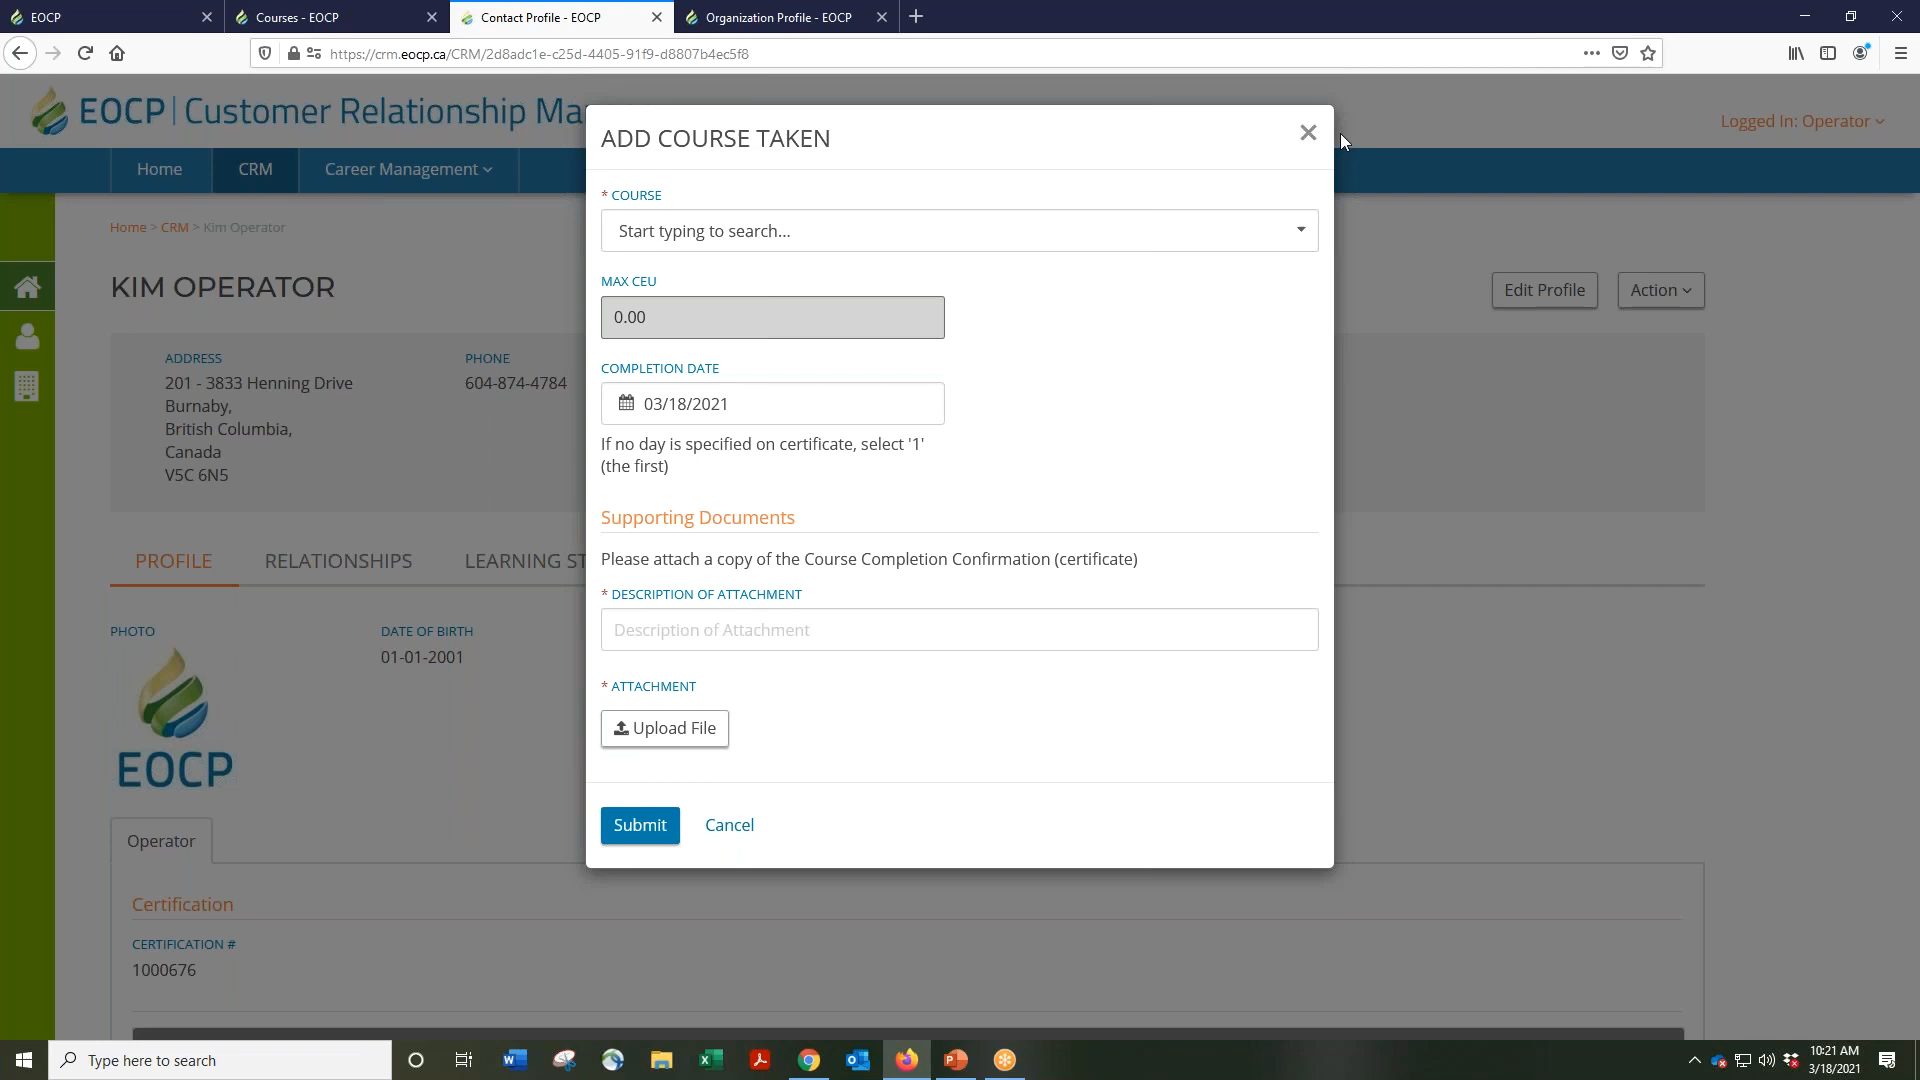 EOCP
Courses - EOCP
Contact Profile - EOCP
Organization Profile - EOCP
https://crm.eocp.ca/CRM/2d8adc1e-c25d-4405-91f9-d8807b4ec5f8
EOCP | Customer Relationship Ma
Logged In: Operator
Home
CRM
Career Management
Home > CRM > Kim Operator
KIM OPERATOR
Edit Profile
Action
ADDRESS
201 - 3833 Henning Drive
Burnaby,
British Columbia,
Canada
V5C 6N5
PHONE
604-874-4784
PROFILE
RELATIONSHIPS
LEARNING ST
PHOTO
EOCP
DATE OF BIRTH
01-01-2001
Operator
Certification
CERTIFICATION #
1000676
ADD COURSE TAKEN
* COURSE
Start typing to search...
MAX CEU
0.00
COMPLETION DATE
03/18/2021
If no day is specified on certificate, select '1'
(the first)
Supporting Documents
Please attach a copy of the Course Completion Confirmation (certificate)
* DESCRIPTION OF ATTACHMENT
Description of Attachment
* ATTACHMENT
Upload File
Submit
Cancel
Type here to search
10:21 AM
3/18/2021